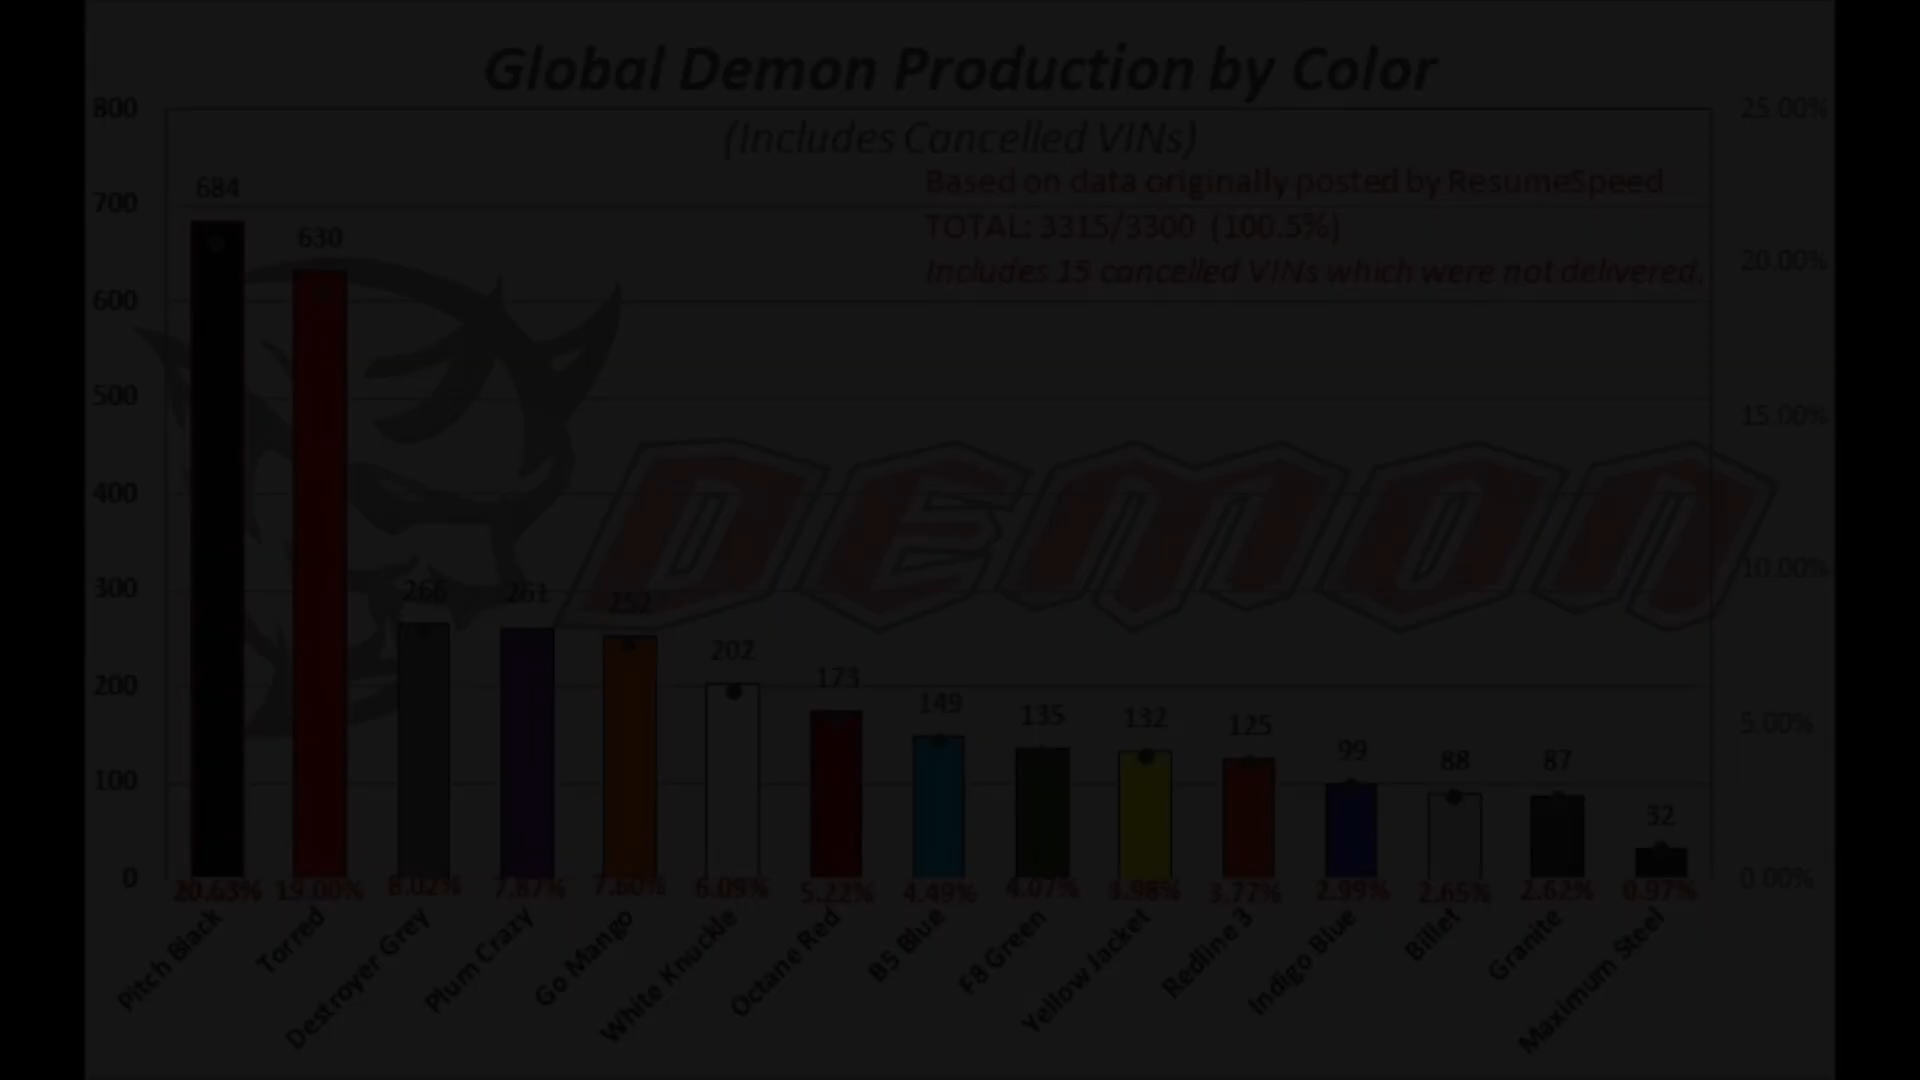 Global Demon Production by Color
(Includes Cancelled VINs)
Based on data originally posted by ResumeSpeed
TOTAL: 3315/3300 (100.5%)
Includes 15 cancelled VINs which were not delivered.
800
700
600
500
400
300
200
100
0
25.00%
20.00%
15.00%
10.00%
5.00%
0.00%
684
630
266
261
252
202
173
149
135
132
125
99
88
87
32
DEMON
20.63% 19.00% 8.02% 7.87% 7.60% 6.09% 5.22% 4.49% 4.07% 3.98% 3.77% 2.99% 2.65% 2.62% 0.97%
Pitch Black
Torred
Destroyer Grey
Plum Crazy
Go Mango
White Knuckle
Octane Red
B5 Blue
F8 Green
Yellow Jacket
Redline 3
Indigo Blue
Billet
Granite
Maximum Steel